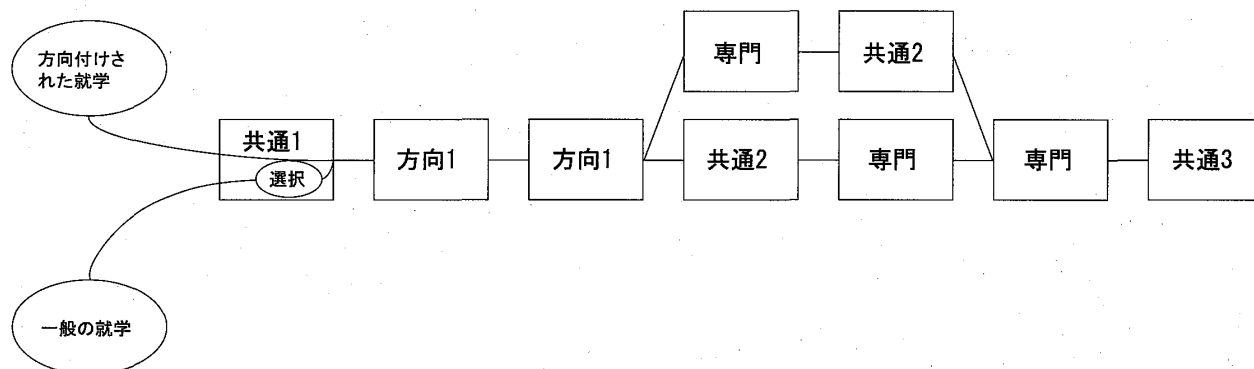 方向付けさ
れた就学
専門
共通2
共通1
選択
方向1
方向1
共通2
専門
専門
共通3
一般の就学